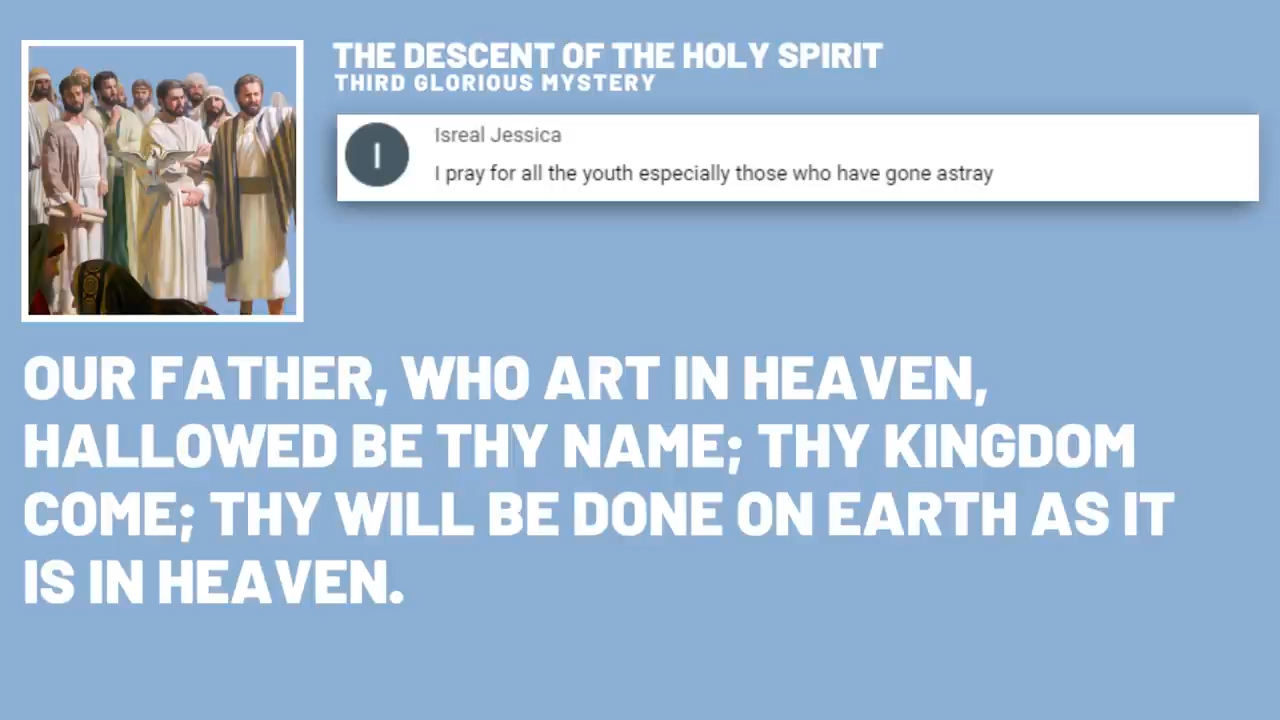 THE DESCENT OF THE HOLY SPIRIT
THIRD GLORIOUS MYSTERY
I
Isreal Jessica
I pray for all the youth especially those who have gone astray
OUR FATHER, WHO ART IN HEAVEN,
HALLOWED BE THY NAME; THY KINGDOM
COME; THY WILL BE DONE ON EARTH AS IT
IS IN HEAVEN.